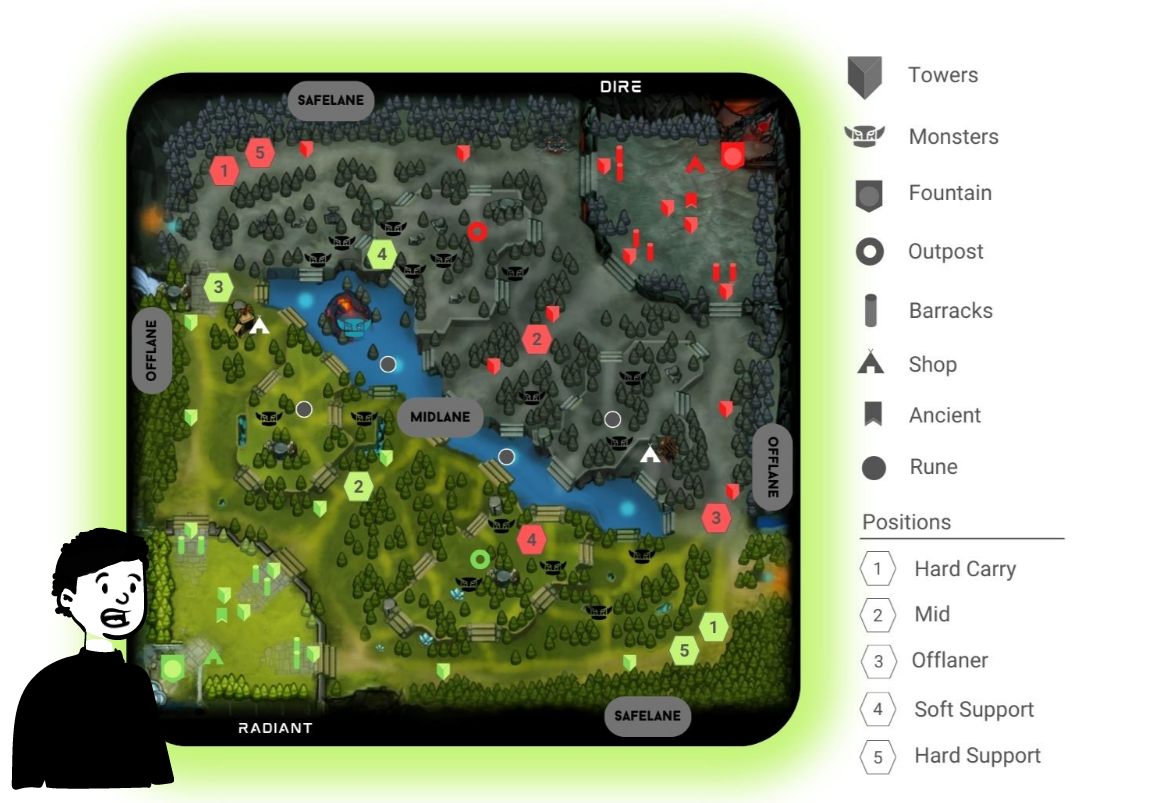 DIRE
SAFELANE
5
1
4
3
2
OFFLANE
MIDLANE
OFFLANE
2
3
4
1
5
SAFELANE
RADIANT
Towers
Monsters
Fountain
Outpost
Barracks
Shop
Ancient
Rune
Positions
1 Hard Carry
2 Mid
3 Offlaner
4 Soft Support
5 Hard Support